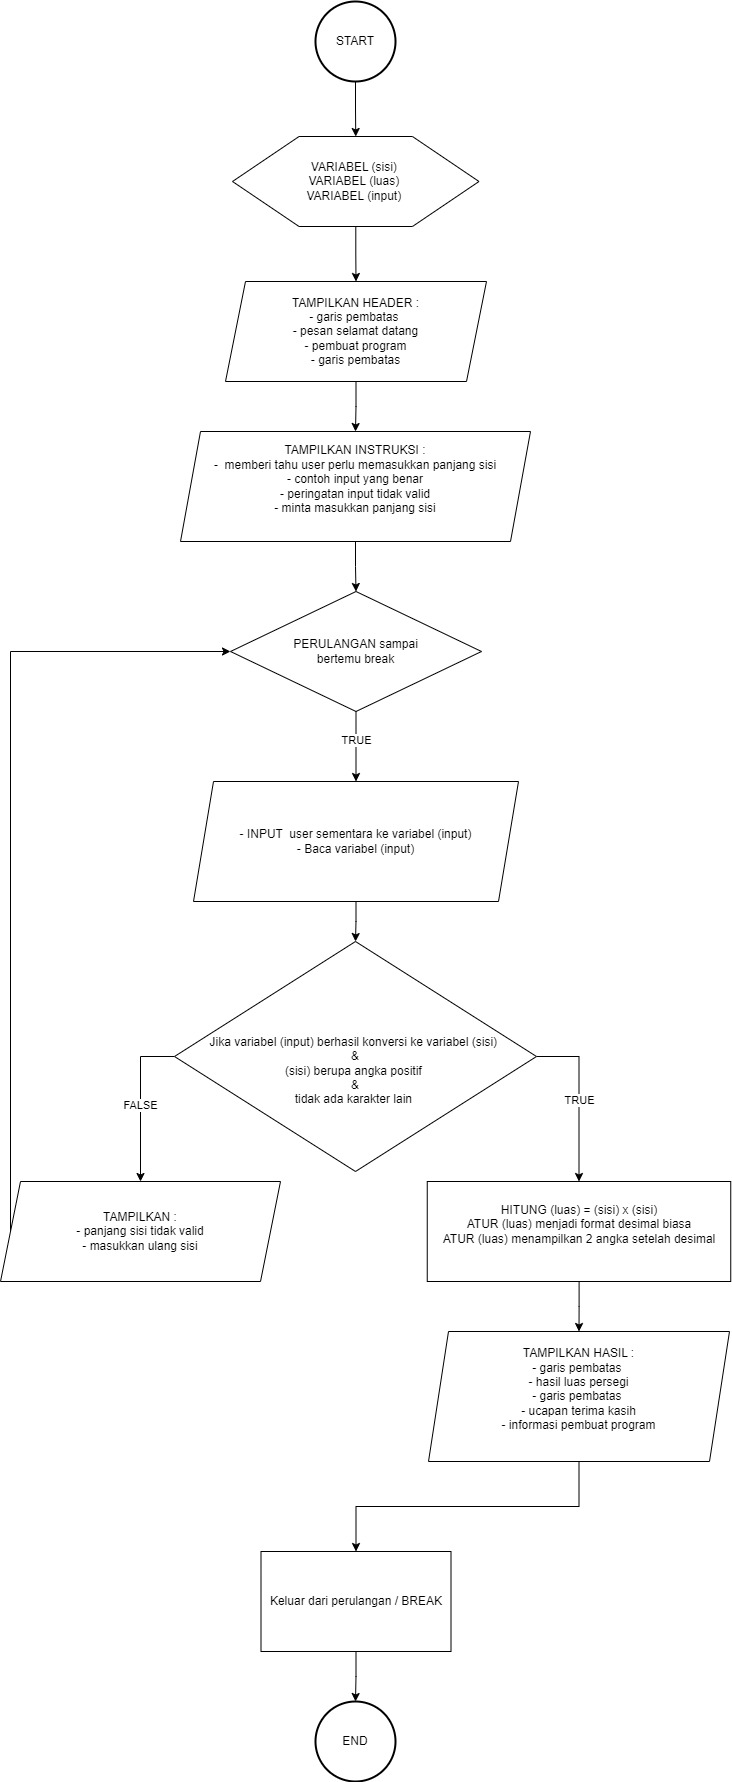 START
VARIABEL (sisi)
VARIABEL (luas)
VARIABEL (input)
TAMPILKAN HEADER :
- garis pembatas
- pesan selamat datang
- pembuat program
- garis pembatas
TAMPILKAN INSTRUKSI :
- memberi tahu user perlu memasukkan panjang sisi
- contoh input yang benar
- peringatan input tidak valid
- minta masukkan panjang sisi
PERULANGAN sampai
bertemu break
TRUE
- INPUT user sementara ke variabel (input)
- Baca variabel (input)
Jika variabel (input) berhasil konversi ke variabel (sisi)
&
(sisi) berupa angka positif
&
tidak ada karakter lain
FALSE
TRUE
TAMPILKAN :
- panjang sisi tidak valid
- masukkan ulang sisi
HITUNG (luas) = (sisi) x (sisi)
ATUR (luas) menjadi format desimal biasa
ATUR (luas) menampilkan 2 angka setelah desimal
TAMPILKAN HASIL :
- garis pembatas
- hasil luas persegi
- garis pembatas
- ucapan terima kasih
- informasi pembuat program
Keluar dari perulangan / BREAK
END